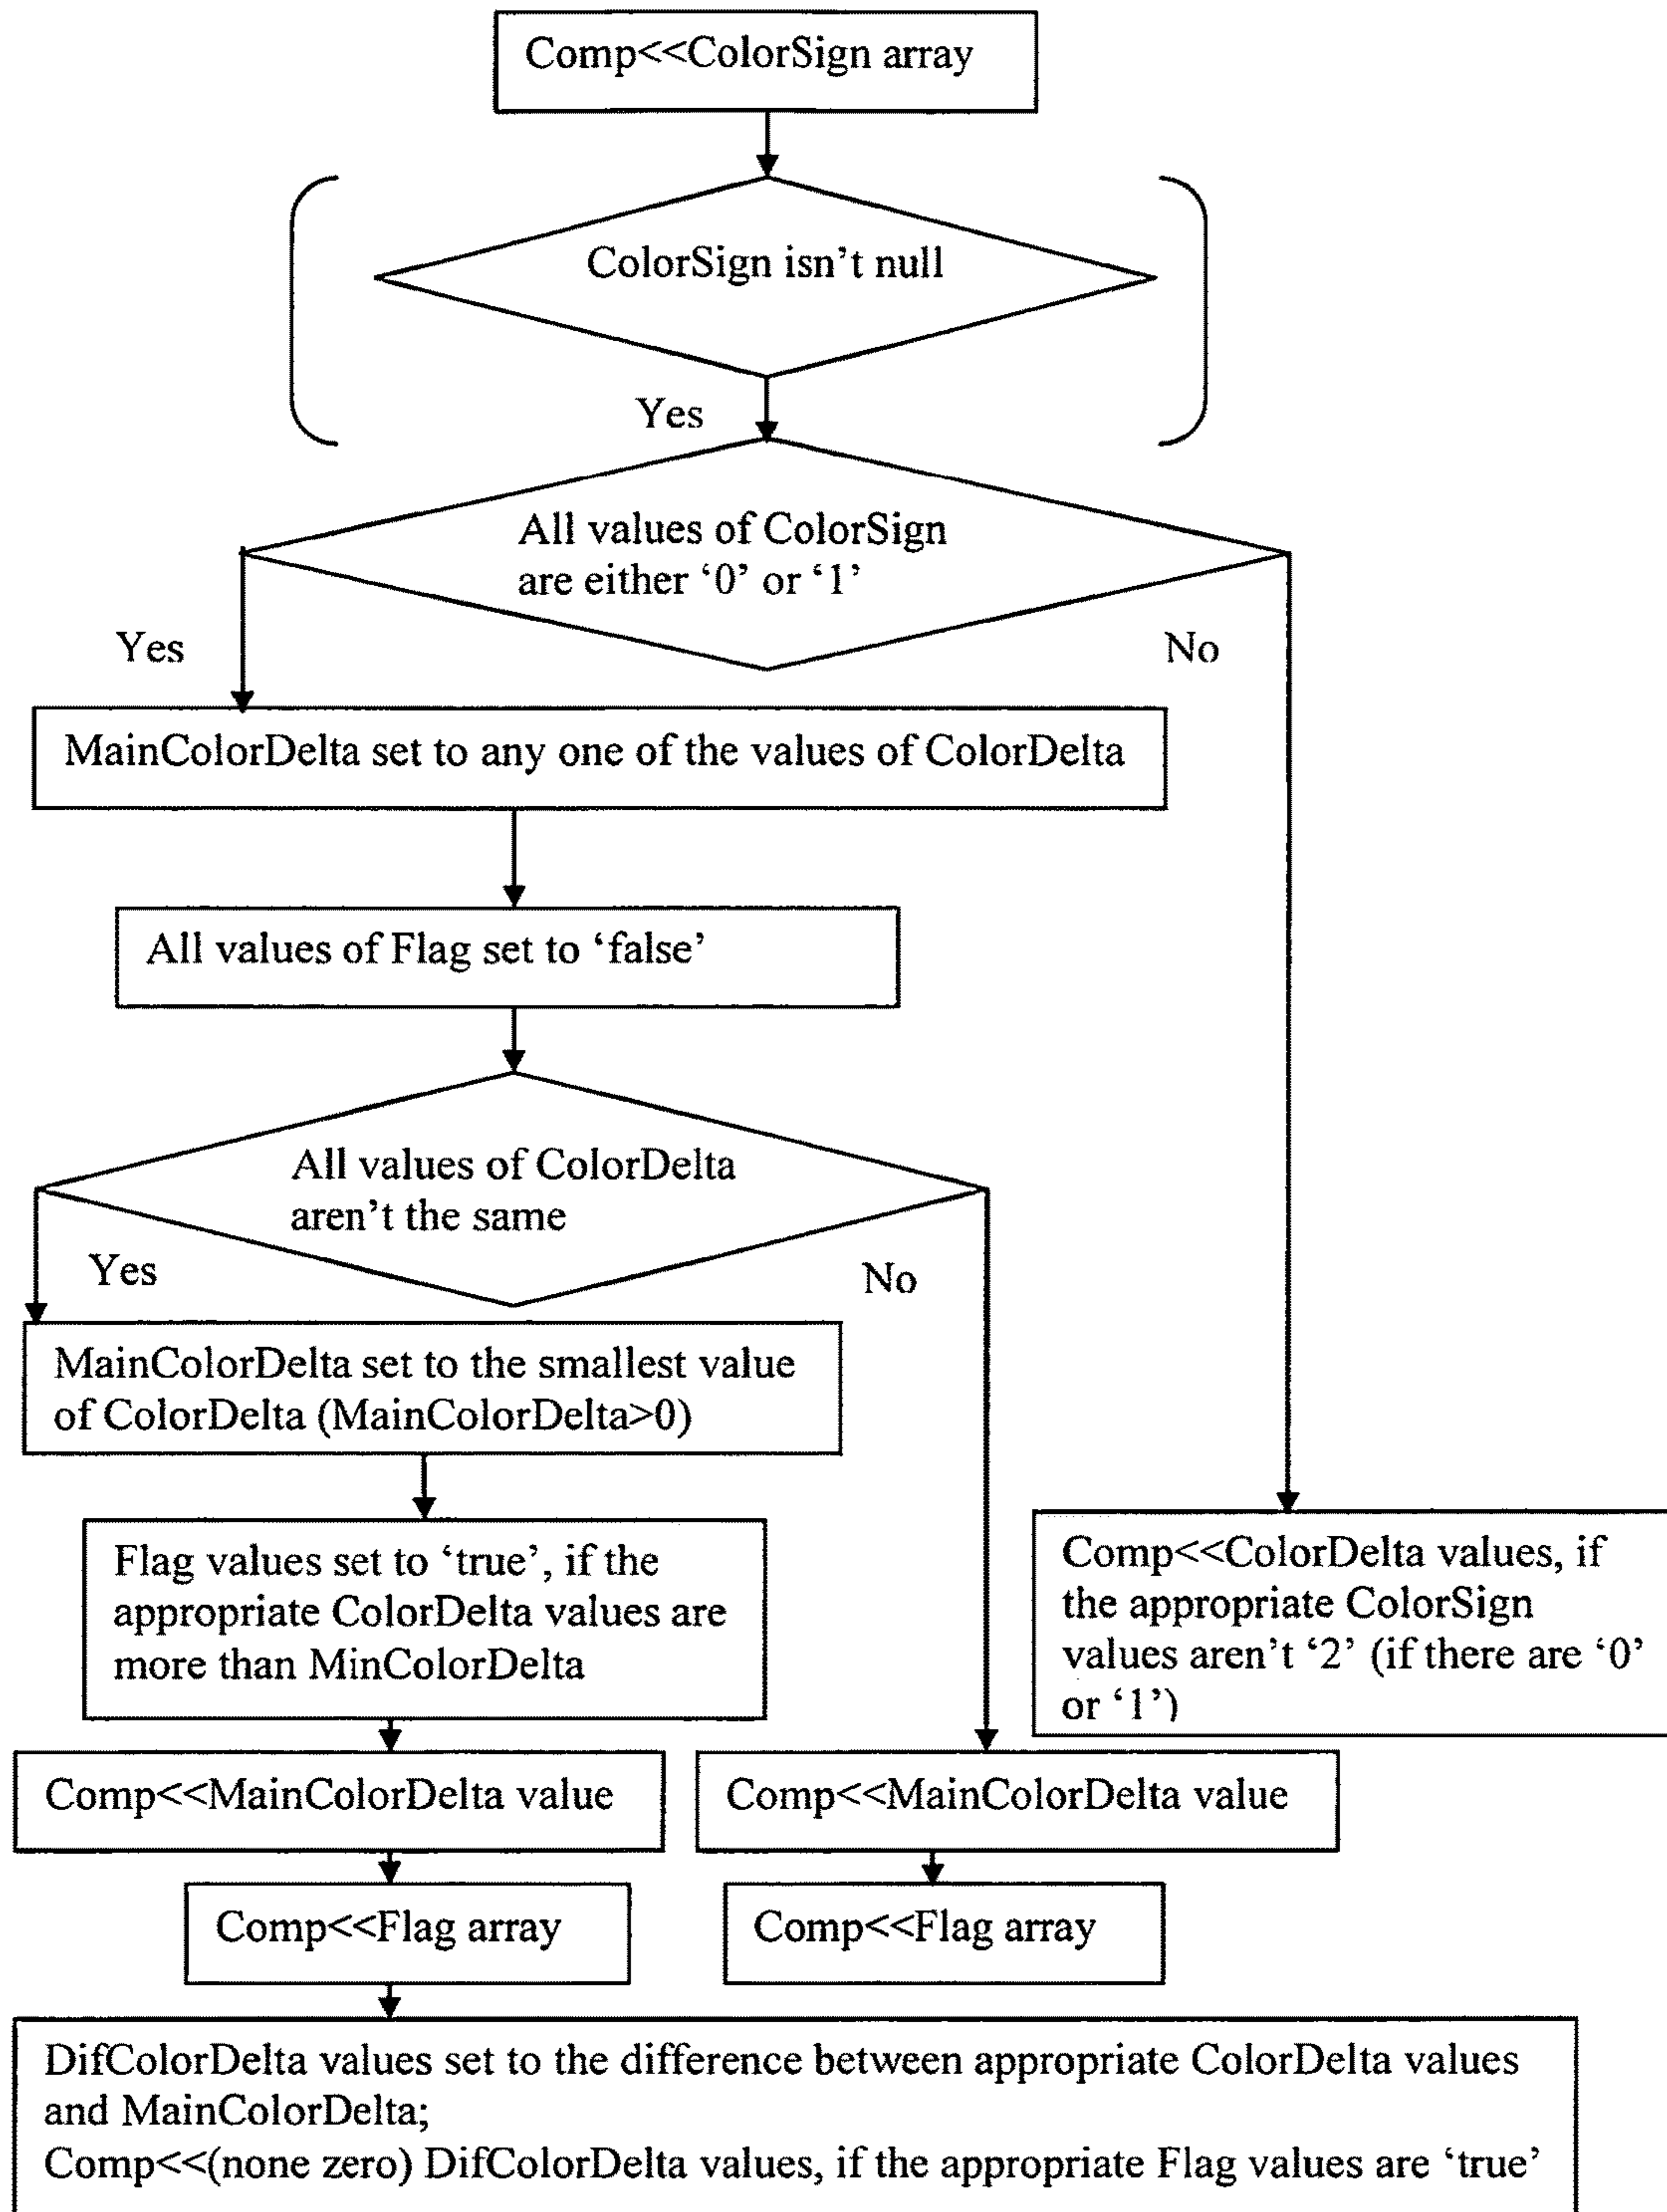 Comp<<ColorSign array
ColorSign isn't null
Yes
All values of ColorSign
are either ‘0’ or ‘1’
Yes
No
MainColorDelta set to any one of the values of ColorDelta
All values of Flag set to ‘false’
All values of ColorDelta
aren't the same
Yes
No
MainColorDelta set to the smallest value
of ColorDelta (MainColorDelta>0)
Flag values set to ‘true’, if the
appropriate ColorDelta values are
more than MinColorDelta
Comp<<ColorDelta values, if
the appropriate ColorSign
values aren't ‘2’ (if there are ‘0’
or ‘1’)
Comp<<MainColorDelta value
Comp<<MainColorDelta value
Comp<<Flag array
Comp<<Flag array
DifColorDelta values set to the difference between appropriate ColorDelta values
and MainColorDelta;
Comp<<(none zero) DifColorDelta values, if the appropriate Flag values are ‘true’